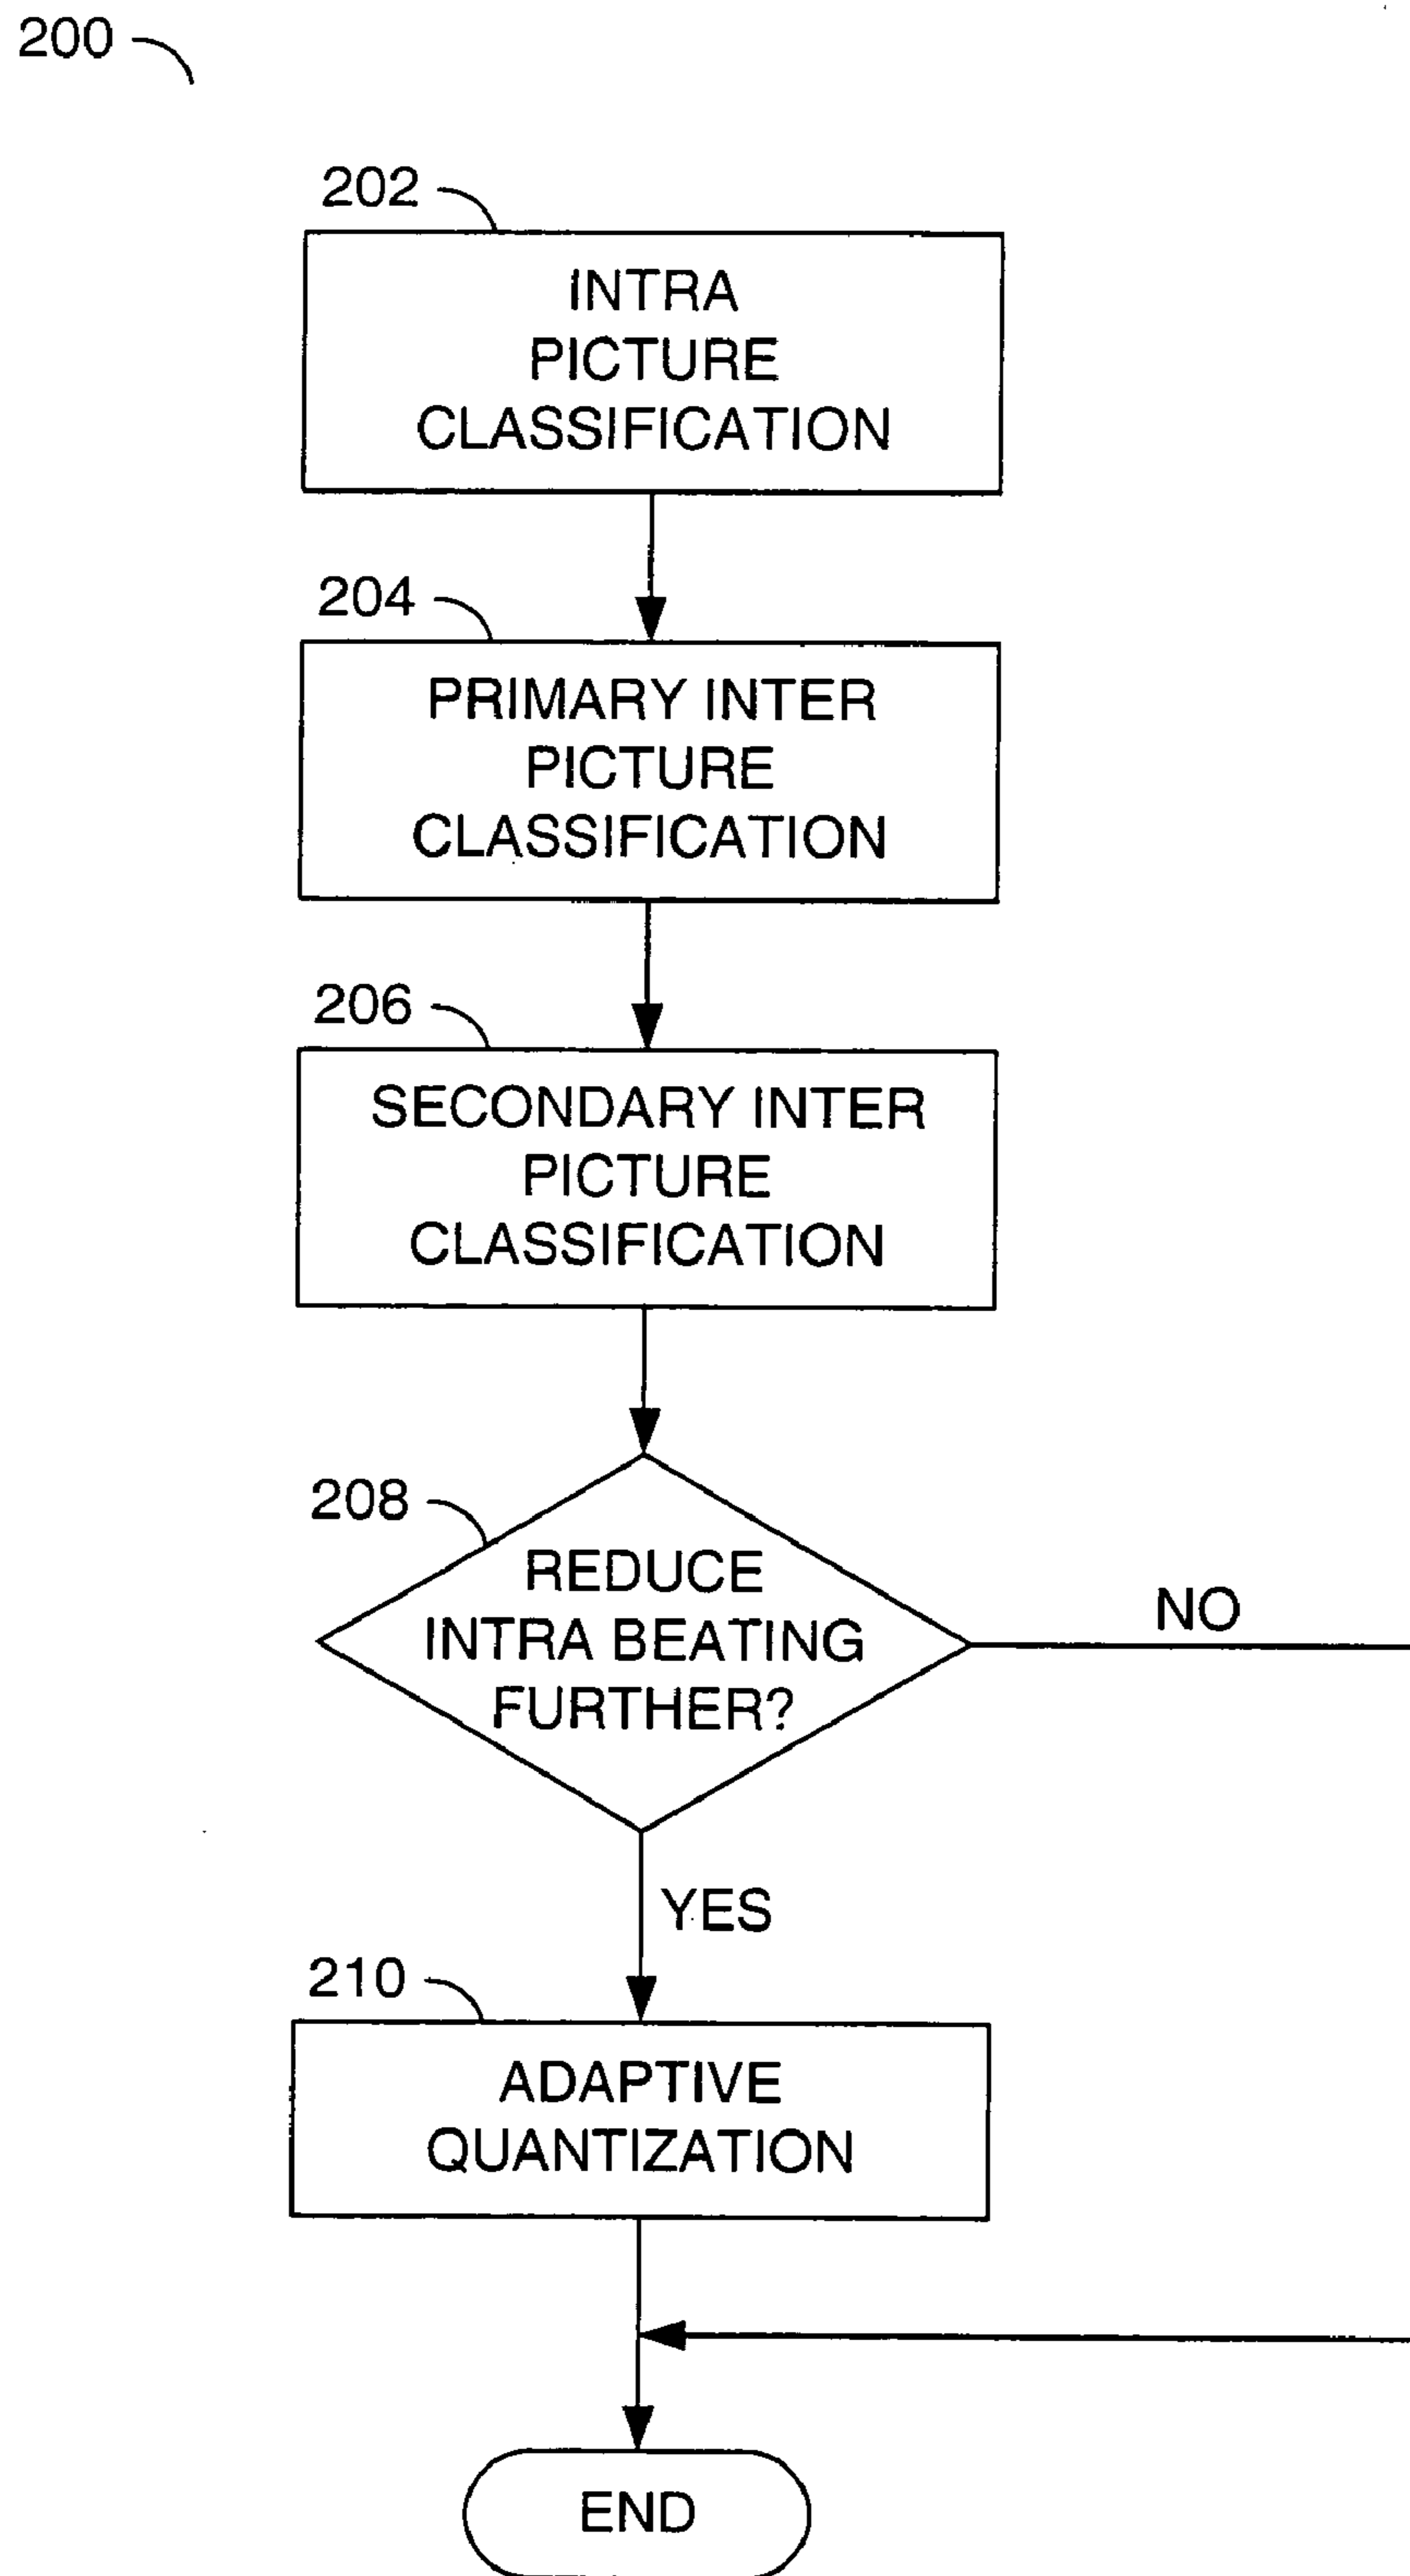 200
202
INTRA
PICTURE
CLASSIFICATION
204
PRIMARY INTER
PICTURE
CLASSIFICATION
206
SECONDARY INTER
PICTURE
CLASSIFICATION
208
REDUCE
INTRA BEATING
FURTHER?
NO
YES
210
ADAPTIVE
QUANTIZATION
END